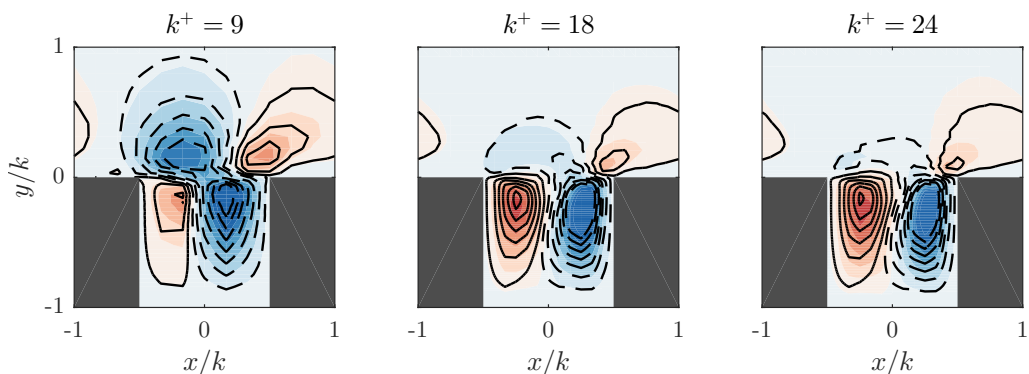 k⁺ = 9
k⁺ = 18
k⁺ = 24
y/k
1
0
-1
-1 0 1
-1 0 1
-1 0 1
x/k
x/k
x/k